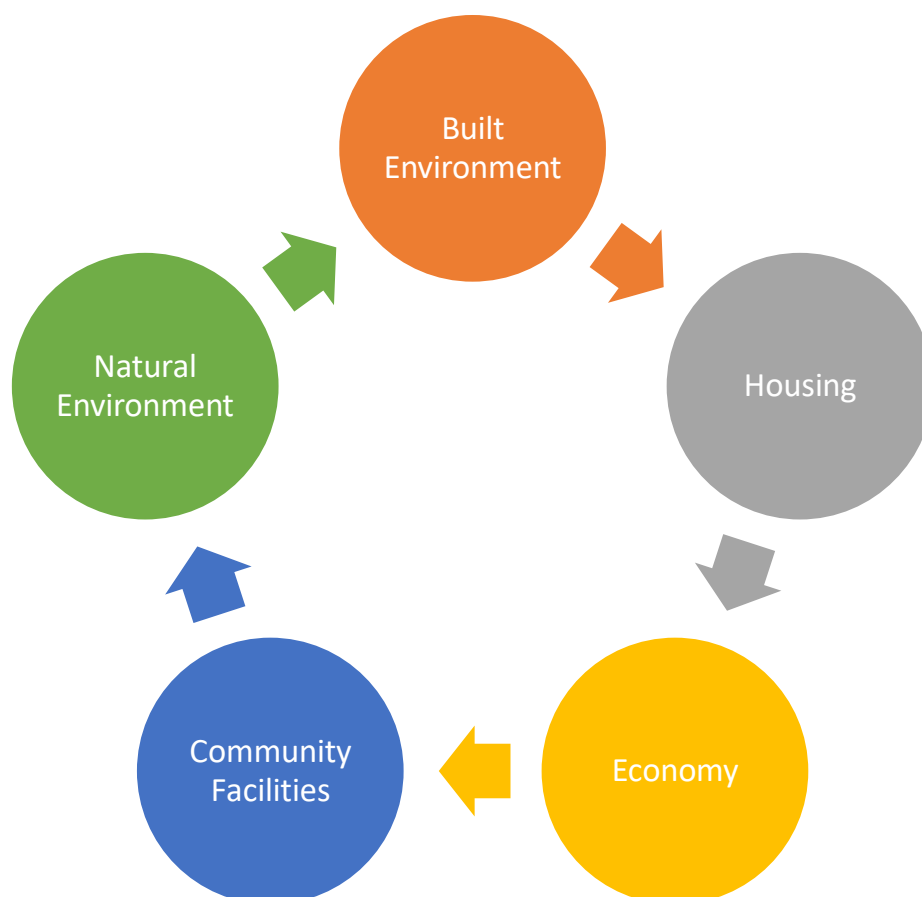 Built
Environment
Natural
Environment
Housing
Community
Facilities
Economy